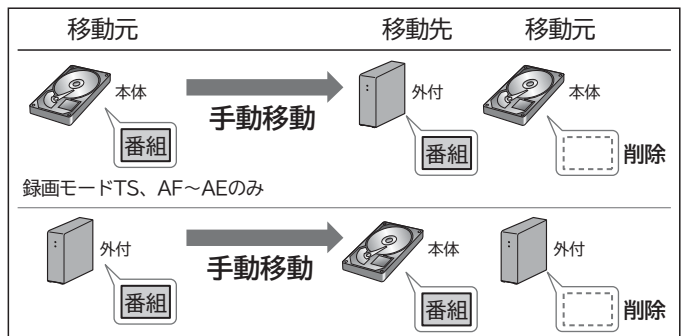 移動元 移動先 移動元
本体 外付 本体
手動移動
番組 番組 削除
録画モードTS、AF～AEのみ
外付 本体 外付
手動移動
番組 番組 削除